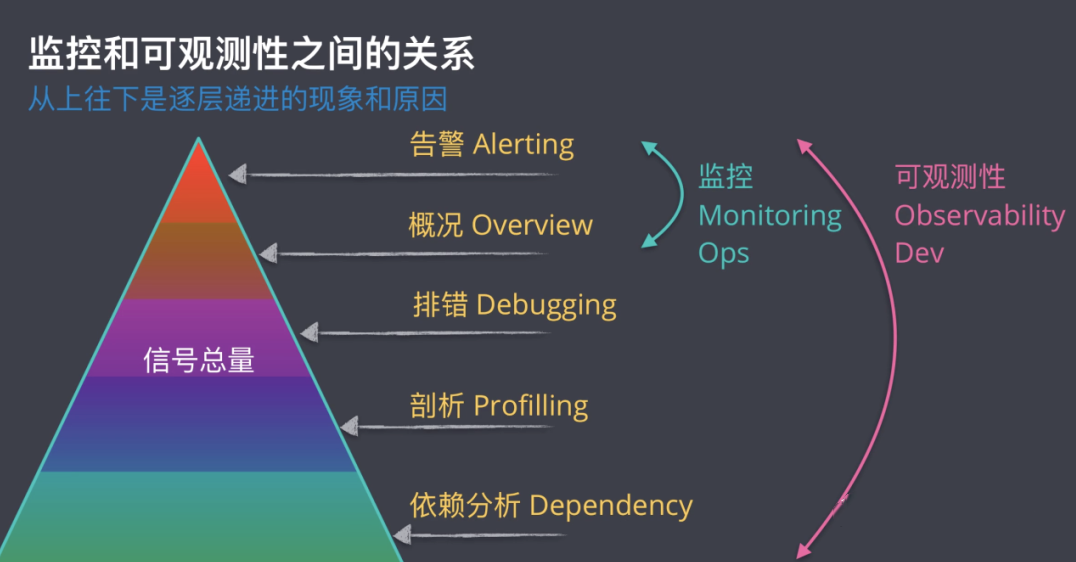 监控和可观测性之间的关系
从上往下是逐层递进的现象和原因
告警 Alerting
概况 Overview
排错 Debugging
剖析 Profilling
依赖分析 Dependency
信号总量
监控
Monitoring
Ops
可观测性
Observability
Dev